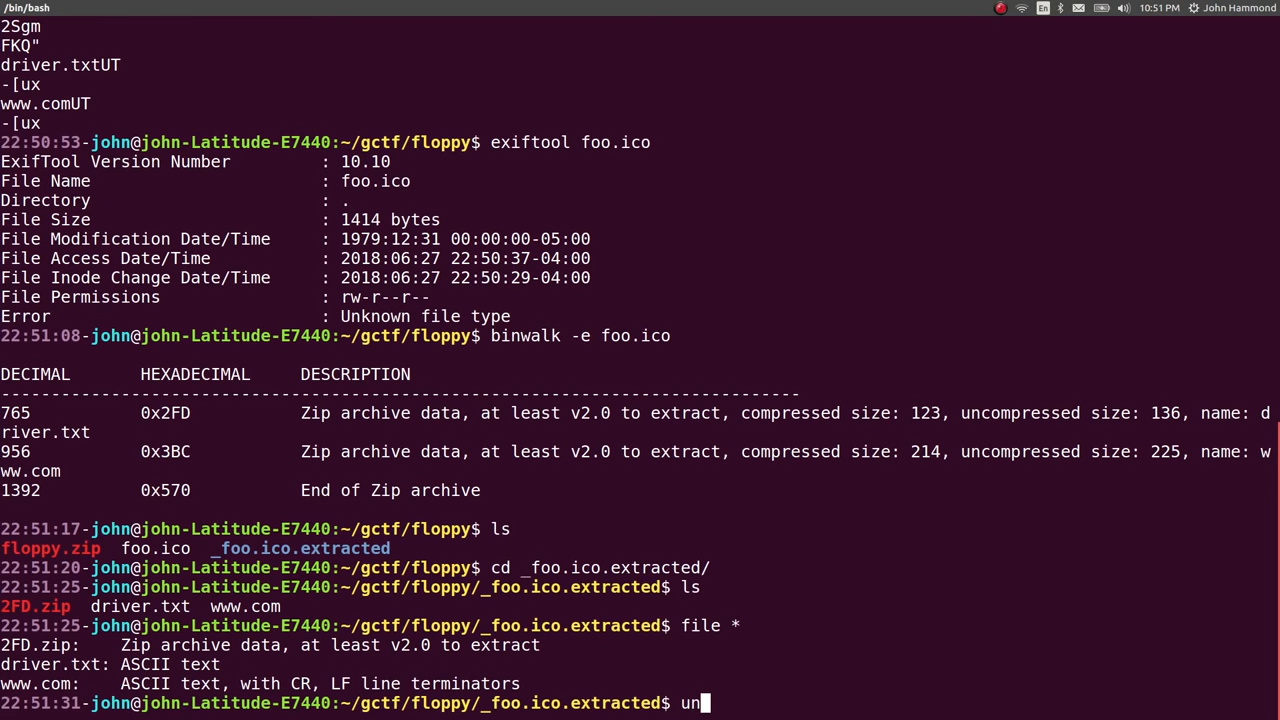 /bin/bash
En
10:51 PM
John Hammond
2Sgm
FKQ"
driver.txtUT
-[ux
www.comUT
-[ux
22:50:53-john@john-Latitude-E7440:~/gctf/floppy$ exiftool foo.ico
ExifTool Version Number         : 10.10
File Name                       : foo.ico
Directory                       : .
File Size                       : 1414 bytes
File Modification Date/Time     : 1979:12:31 00:00:00-05:00
File Access Date/Time           : 2018:06:27 22:50:37-04:00
File Inode Change Date/Time     : 2018:06:27 22:50:29-04:00
File Permissions                : rw-r--r--
Error                           : Unknown file type
22:51:08-john@john-Latitude-E7440:~/gctf/floppy$ binwalk -e foo.ico
DECIMAL       HEXADECIMAL     DESCRIPTION
--------------------------------------------------------------------------------
765           0x2FD           Zip archive data, at least v2.0 to extract, compressed size: 123, uncompressed size: 136, name: d
river.txt
956           0x3BC           Zip archive data, at least v2.0 to extract, compressed size: 214, uncompressed size: 225, name: w
ww.com
1392          0x570           End of Zip archive
22:51:17-john@john-Latitude-E7440:~/gctf/floppy$ ls
floppy.zip  foo.ico  _foo.ico.extracted
22:51:20-john@john-Latitude-E7440:~/gctf/floppy$ cd _foo.ico.extracted/
22:51:25-john@john-Latitude-E7440:~/gctf/floppy/_foo.ico.extracted$ ls
2FD.zip  driver.txt  www.com
22:51:25-john@john-Latitude-E7440:~/gctf/floppy/_foo.ico.extracted$ file *
2FD.zip:    Zip archive data, at least v2.0 to extract
driver.txt: ASCII text
www.com:    ASCII text, with CR, LF line terminators
22:51:31-john@john-Latitude-E7440:~/gctf/floppy/_foo.ico.extracted$ un